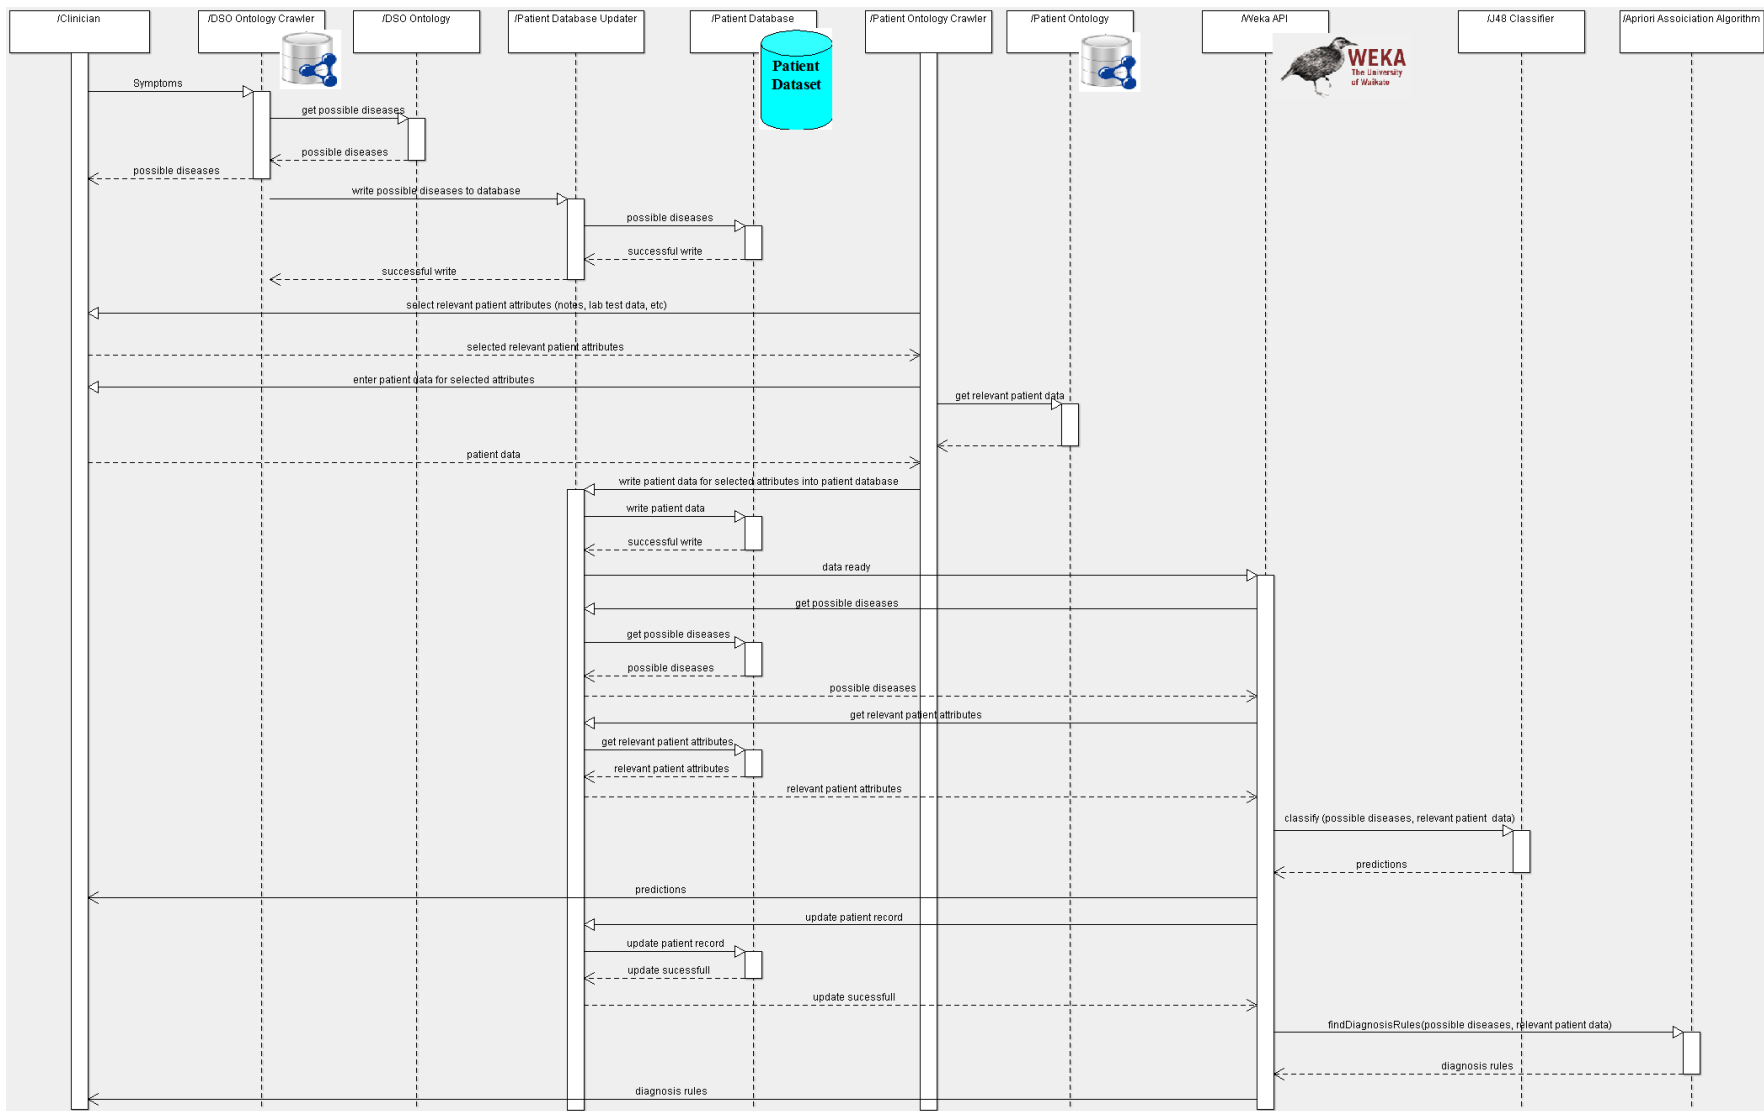 /Clinician
/DSO Ontology Crawler
/DSO Ontology
/Patient Database Updater
/Patient Database
/Patient Ontology Crawler
/Patient Ontology
/Weka API
/J48 Classifier
/Apriori Assoiciation Algorithm
Patient
Dataset
WEKA
The University
of Waikato
Symptoms
get possible diseases
possible diseases
possible diseases
write possible diseases to database
possible diseases
successful write
successful write
select relevant patient attributes (notes, lab test data, etc)
selected relevant patient attributes
enter patient data for selected attributes
get relevant patient data
patient data
write patient data for selected attributes into patient database
write patient data
successful write
data ready
get possible diseases
get possible diseases
possible diseases
possible diseases
get relevant patient attributes
get relevant patient attributes
relevant patient attributes
relevant patient attributes
classify (possible diseases, relevant patient data)
predictions
predictions
update patient record
update patient record
update sucessfull
update sucessfull
findDiagnosisRules(possible diseases, relevant patient data)
diagnosis rules
diagnosis rules